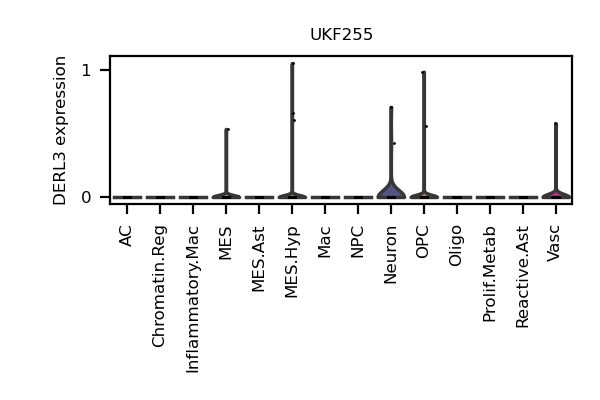 UKF255
DERL3 expression
1
0
AC
Chromatin.Reg
Inflammatory.Mac
MES
MES.Ast
MES.Hyp
Mac
NPC
Neuron
OPC
Oligo
Prolif.Metab
Reactive.Ast
Vasc